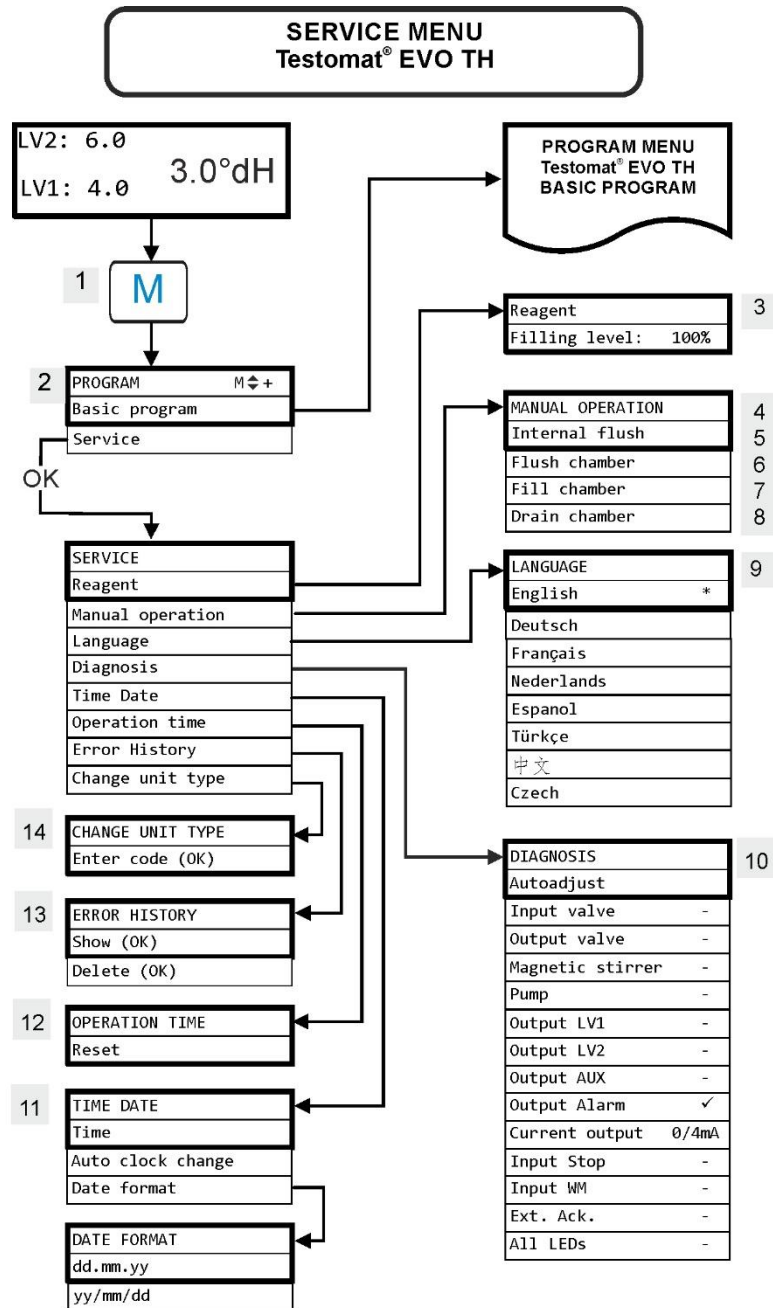 SERVICE MENU
Testomat® EVO TH
LV2: 6.0
LV1: 4.0
3.0°dH
PROGRAM MENU
Testomat® EVO TH
BASIC PROGRAM
1
M
2
PROGRAM M⬍+
Basic program
Service
OK
SERVICE
Reagent
Manual operation
Language
Diagnosis
Time Date
Operation time
Error History
Change unit type
14
CHANGE UNIT TYPE
Enter code (OK)
13
ERROR HISTORY
Show (OK)
Delete (OK)
12
OPERATION TIME
Reset
11
TIME DATE
Time
Auto clock change
Date format
DATE FORMAT
dd.mm.yy
yy/mm/dd
Reagent 3
Filling level: 100%
MANUAL OPERATION 4
Internal flush 5
Flush chamber 6
Fill chamber 7
Drain chamber 8
LANGUAGE 9
English *
Deutsch
Français
Nederlands
Espanol
Türkçe
中文
Czech
DIAGNOSIS 10
Autoadjust
Input valve -
Output valve -
Magnetic stirrer -
Pump -
Output LV1 -
Output LV2 -
Output AUX -
Output Alarm ✓
Current output 0/4mA
Input Stop -
Input WM -
Ext. Ack. -
All LEDs -